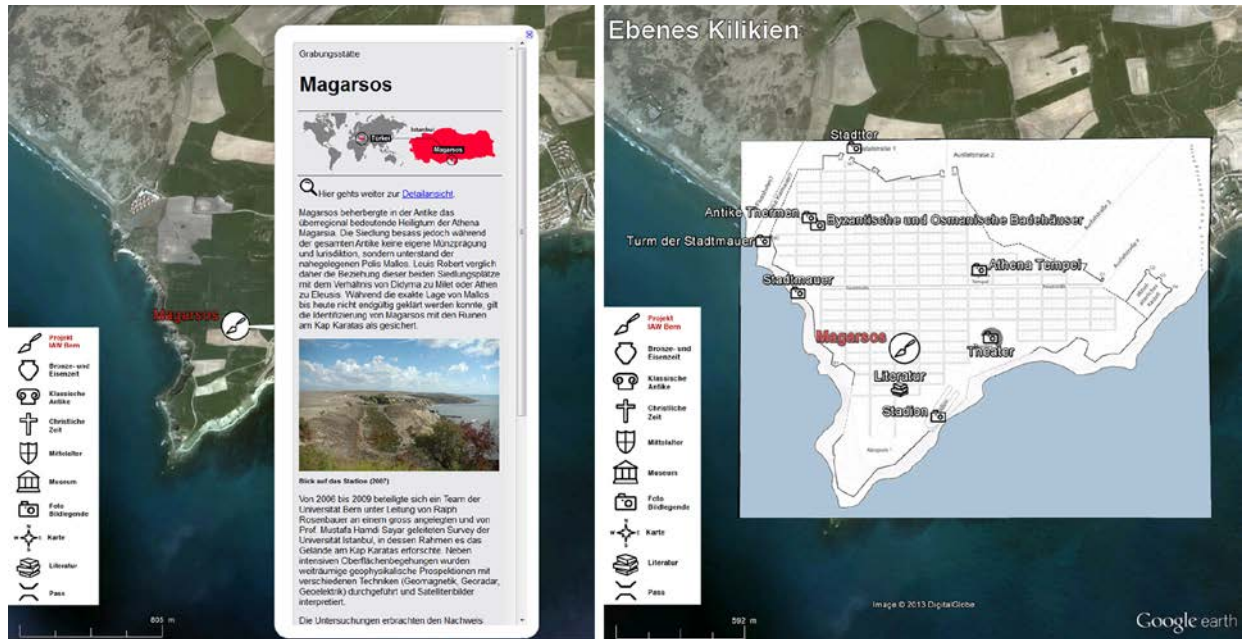 Grabungsstätte
Magarsos
Istanbul
Türkei
Magarsos
Hier gehts weiter zur Detailansicht.
Magarsos beherbergte in der Antike das
überregional bedeutende Heiligtum der Athena
Magarsia. Die Siedlung besass jedoch während
der gesamten Antike keine eigene Münzprägung
und Jurisdiktion, sondern unterstand der
nahegelegenen Polis Mallos. Louis Robert verglich
daher die Beziehung dieser beiden Siedlungsplätze
mit dem Verhälnis von Didyma zu Milet oder Athen
zu Eleusis. Während die exakte Lage von Mallos
bis heute nicht endgültig geklärt werden konnte, gilt
die Identifizierung von Magarsos mit den Ruinen
am Kap Karatas als gesichert.
Blick auf das Stadion (2007)
Von 2006 bis 2009 beteiligte sich ein Team der
Universität Bern unter Leitung von Ralph
Rosenbauer an einem gross angelegten und von
Prof. Mustafa Hamdi Sayar geleiteten Survey der
Universität Istanbul, in dessen Rahmen es das
Gelände am Kap Karatas erforschte. Neben
intensiven Oberflächenbegehungen wurden
weiträumige geophysikalische Prospektionen mit
verschiedenen Techniken (Geomagnetik, Georadar,
Geoelektrik) durchgeführt und Satellitenbilder
interpretiert.
Die Untersuchungen erbrachten den Nachweis
Magarsos
Projekt
IAW Bern
Bronze- und
Eisenzeit
Klassische
Antike
Christliche
Zeit
Mittelalter
Museum
Foto
Bildlegende
N
W
E
S
Karte
Literatur
Pass
805 m
Ebenes Kilikien
Stadttor
Ausfallstrasse 2
Antike Thermen
Byzantische und Osmanische Badehäuser
Turm der Stadtmauer
Athena Tempel
Stadtmauer
Magarsos
Theater
Literatur
Stadion
Projekt
IAW Bern
Bronze- und
Eisenzeit
Klassische
Antike
Christliche
Zeit
Mittelalter
Museum
Foto
Bildlegende
N
W
E
S
Karte
Literatur
Pass
592 m
Image © 2013 DigitalGlobe
Google earth